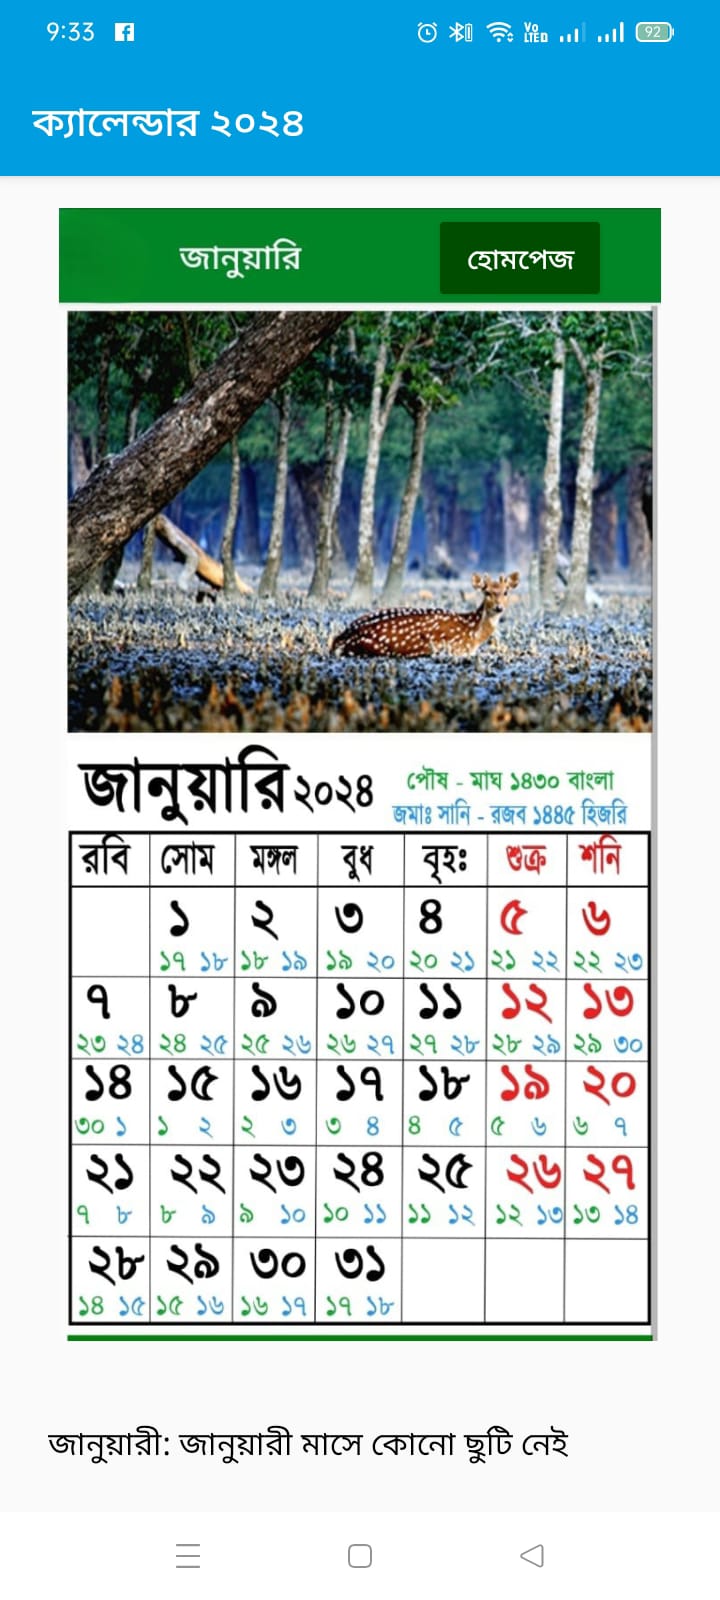 9:33 Vo LTED 92
ক্যালেন্ডার ২০২৪
জানুয়ারি হোমপেজ
জানুয়ারি ২০২৪
পৌষ - মাঘ ১৪৩০ বাংলা
জমাঃ সানি - রজব ১৪৪৫ হিজরি
রবি সোম মঙ্গল বুধ বৃহঃ শুক্র শনি
১ ২ ৩ ৪ ৫ ৬
১৭ ১৮ ১৮ ১৯ ১৯ ২০ ২০ ২১ ২১ ২২ ২২ ২৩
৭ ৮ ৯ ১০ ১১ ১২ ১৩
২৩ ২৪ ২৪ ২৫ ২৫ ২৬ ২৬ ২৭ ২৭ ২৮ ২৮ ২৯ ২৯ ৩০
১৪ ১৫ ১৬ ১৭ ১৮ ১৯ ২০
৩০ ১ ১ ২ ২ ৩ ৩ ৪ ৪ ৫ ৫ ৬ ৬ ৭
২১ ২২ ২৩ ২৪ ২৫ ২৬ ২৭
৭ ৮ ৮ ৯ ৯ ১০ ১০ ১১ ১১ ১২ ১২ ১৩ ১৩ ১৪
২৮ ২৯ ৩০ ৩১
১৪ ১৫ ১৫ ১৬ ১৬ ১৭ ১৭ ১৮
জানুয়ারী: জানুয়ারী মাসে কোনো ছুটি নেই